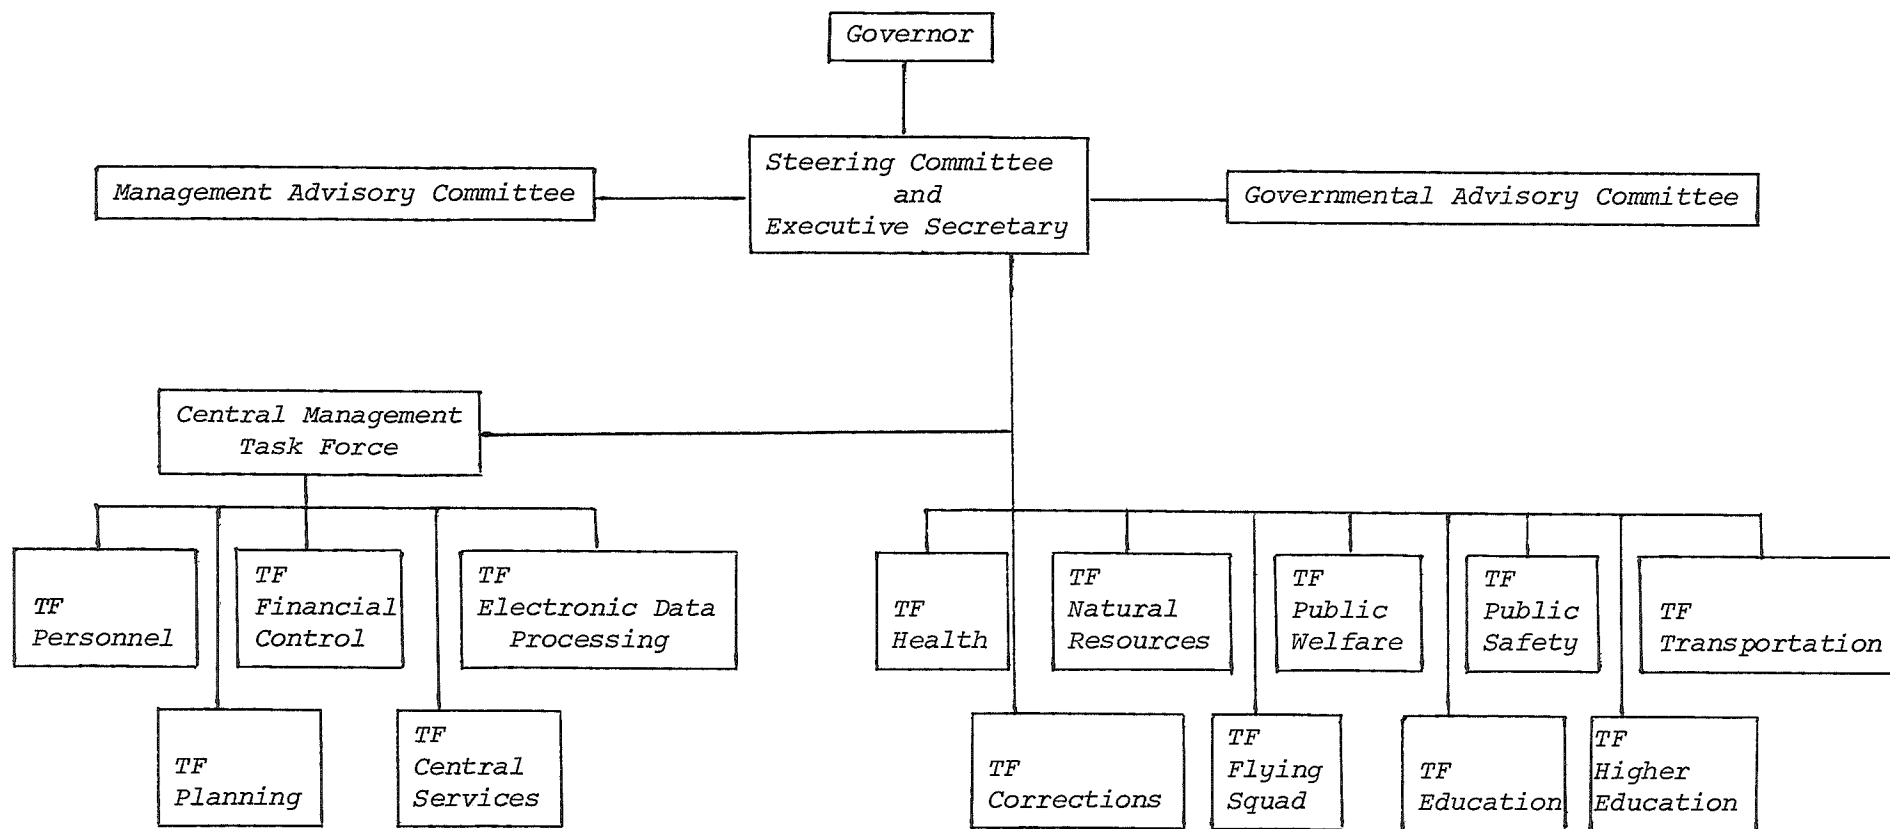 Governor
Steering Committee
and
Executive Secretary
Management Advisory Committee
Governmental Advisory Committee
Central Management
Task Force
TF
Personnel
TF
Financial
Control
TF
Electronic Data
Processing
TF
Planning
TF
Central
Services
TF
Health
TF
Natural
Resources
TF
Public
Welfare
TF
Public
Safety
TF
Transportation
TF
Corrections
TF
Flying
Squad
TF
Education
TF
Higher
Education